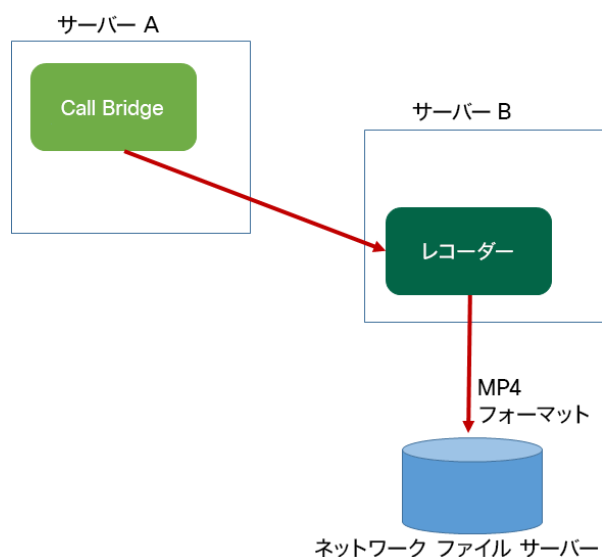 サーバー A
Call Bridge
サーバー B
レコーダー
MP4
フォーマット
ネットワーク ファイル サーバー